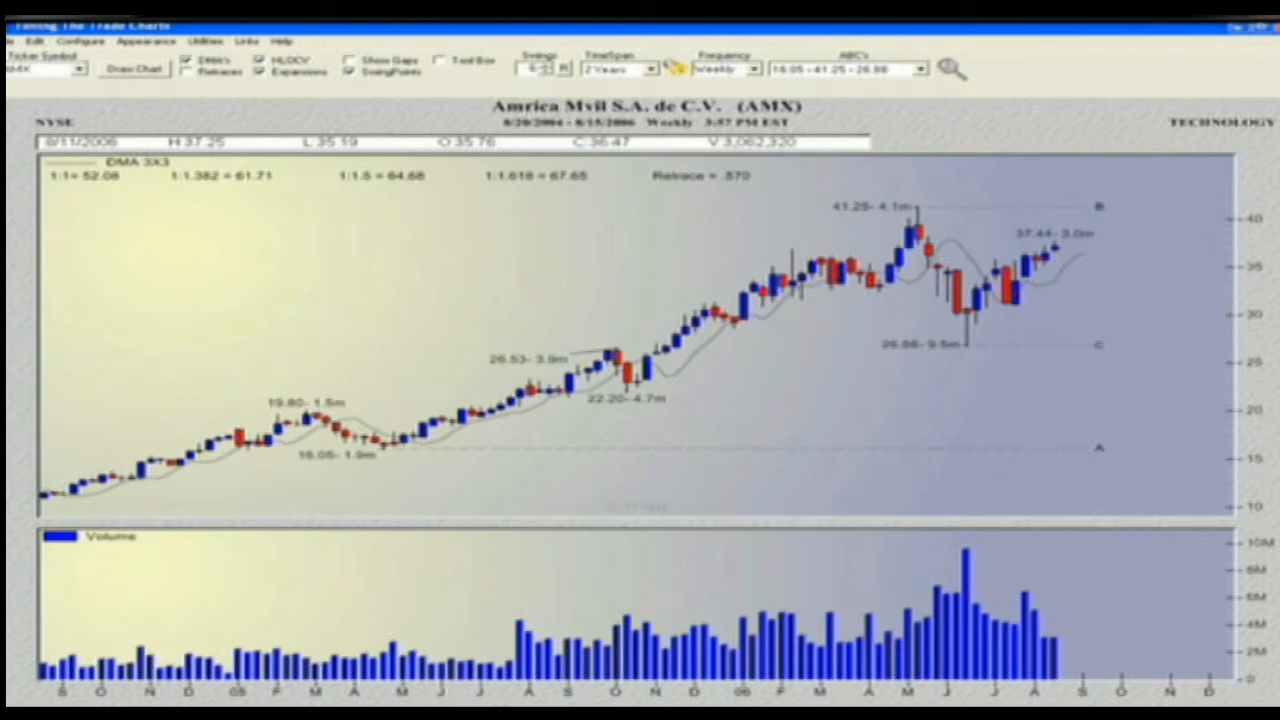 Timing The Trade Charts
Edit Configure Appearance Utilities Links Help
Ticker Symbol
Draw Chart
DMA's
HLOCV
Show Gaps
Tool Box
Retraces
Expansions
SwingPoints
Swings
6
R
TimeSpan
2 Years
Frequency
Weekly
ABC's
16.05 - 41.25 - 26.88
Amrica Mvil S.A. de C.V. (AMX)
NYSE
8/20/2004 - 8/15/2006 Weekly 3:57 PM EST
TECHNOLOGY
8/11/2006 H 37.25 L: 35.19 O: 35.76 C: 36.47 V: 3,062,320
DMA 3X3
1:1= 52.08 1:1.382 = 61.71 1:1.5 = 64.68 1:1.618 = 67.65 Retrace = .570
41.25- 4.1m
B
40
37.44- 3.0m
35
30
26.88- 9.5m
C
26.53- 3.9m
25
22.20- 4.7m
19.80- 1.5m
20
16.05- 1.9m
A
15
10
Volume
10M
8M
6M
4M
2M
0
S O N D 05 F M A M J J A S O N D 06 F M A M J J A S O N D